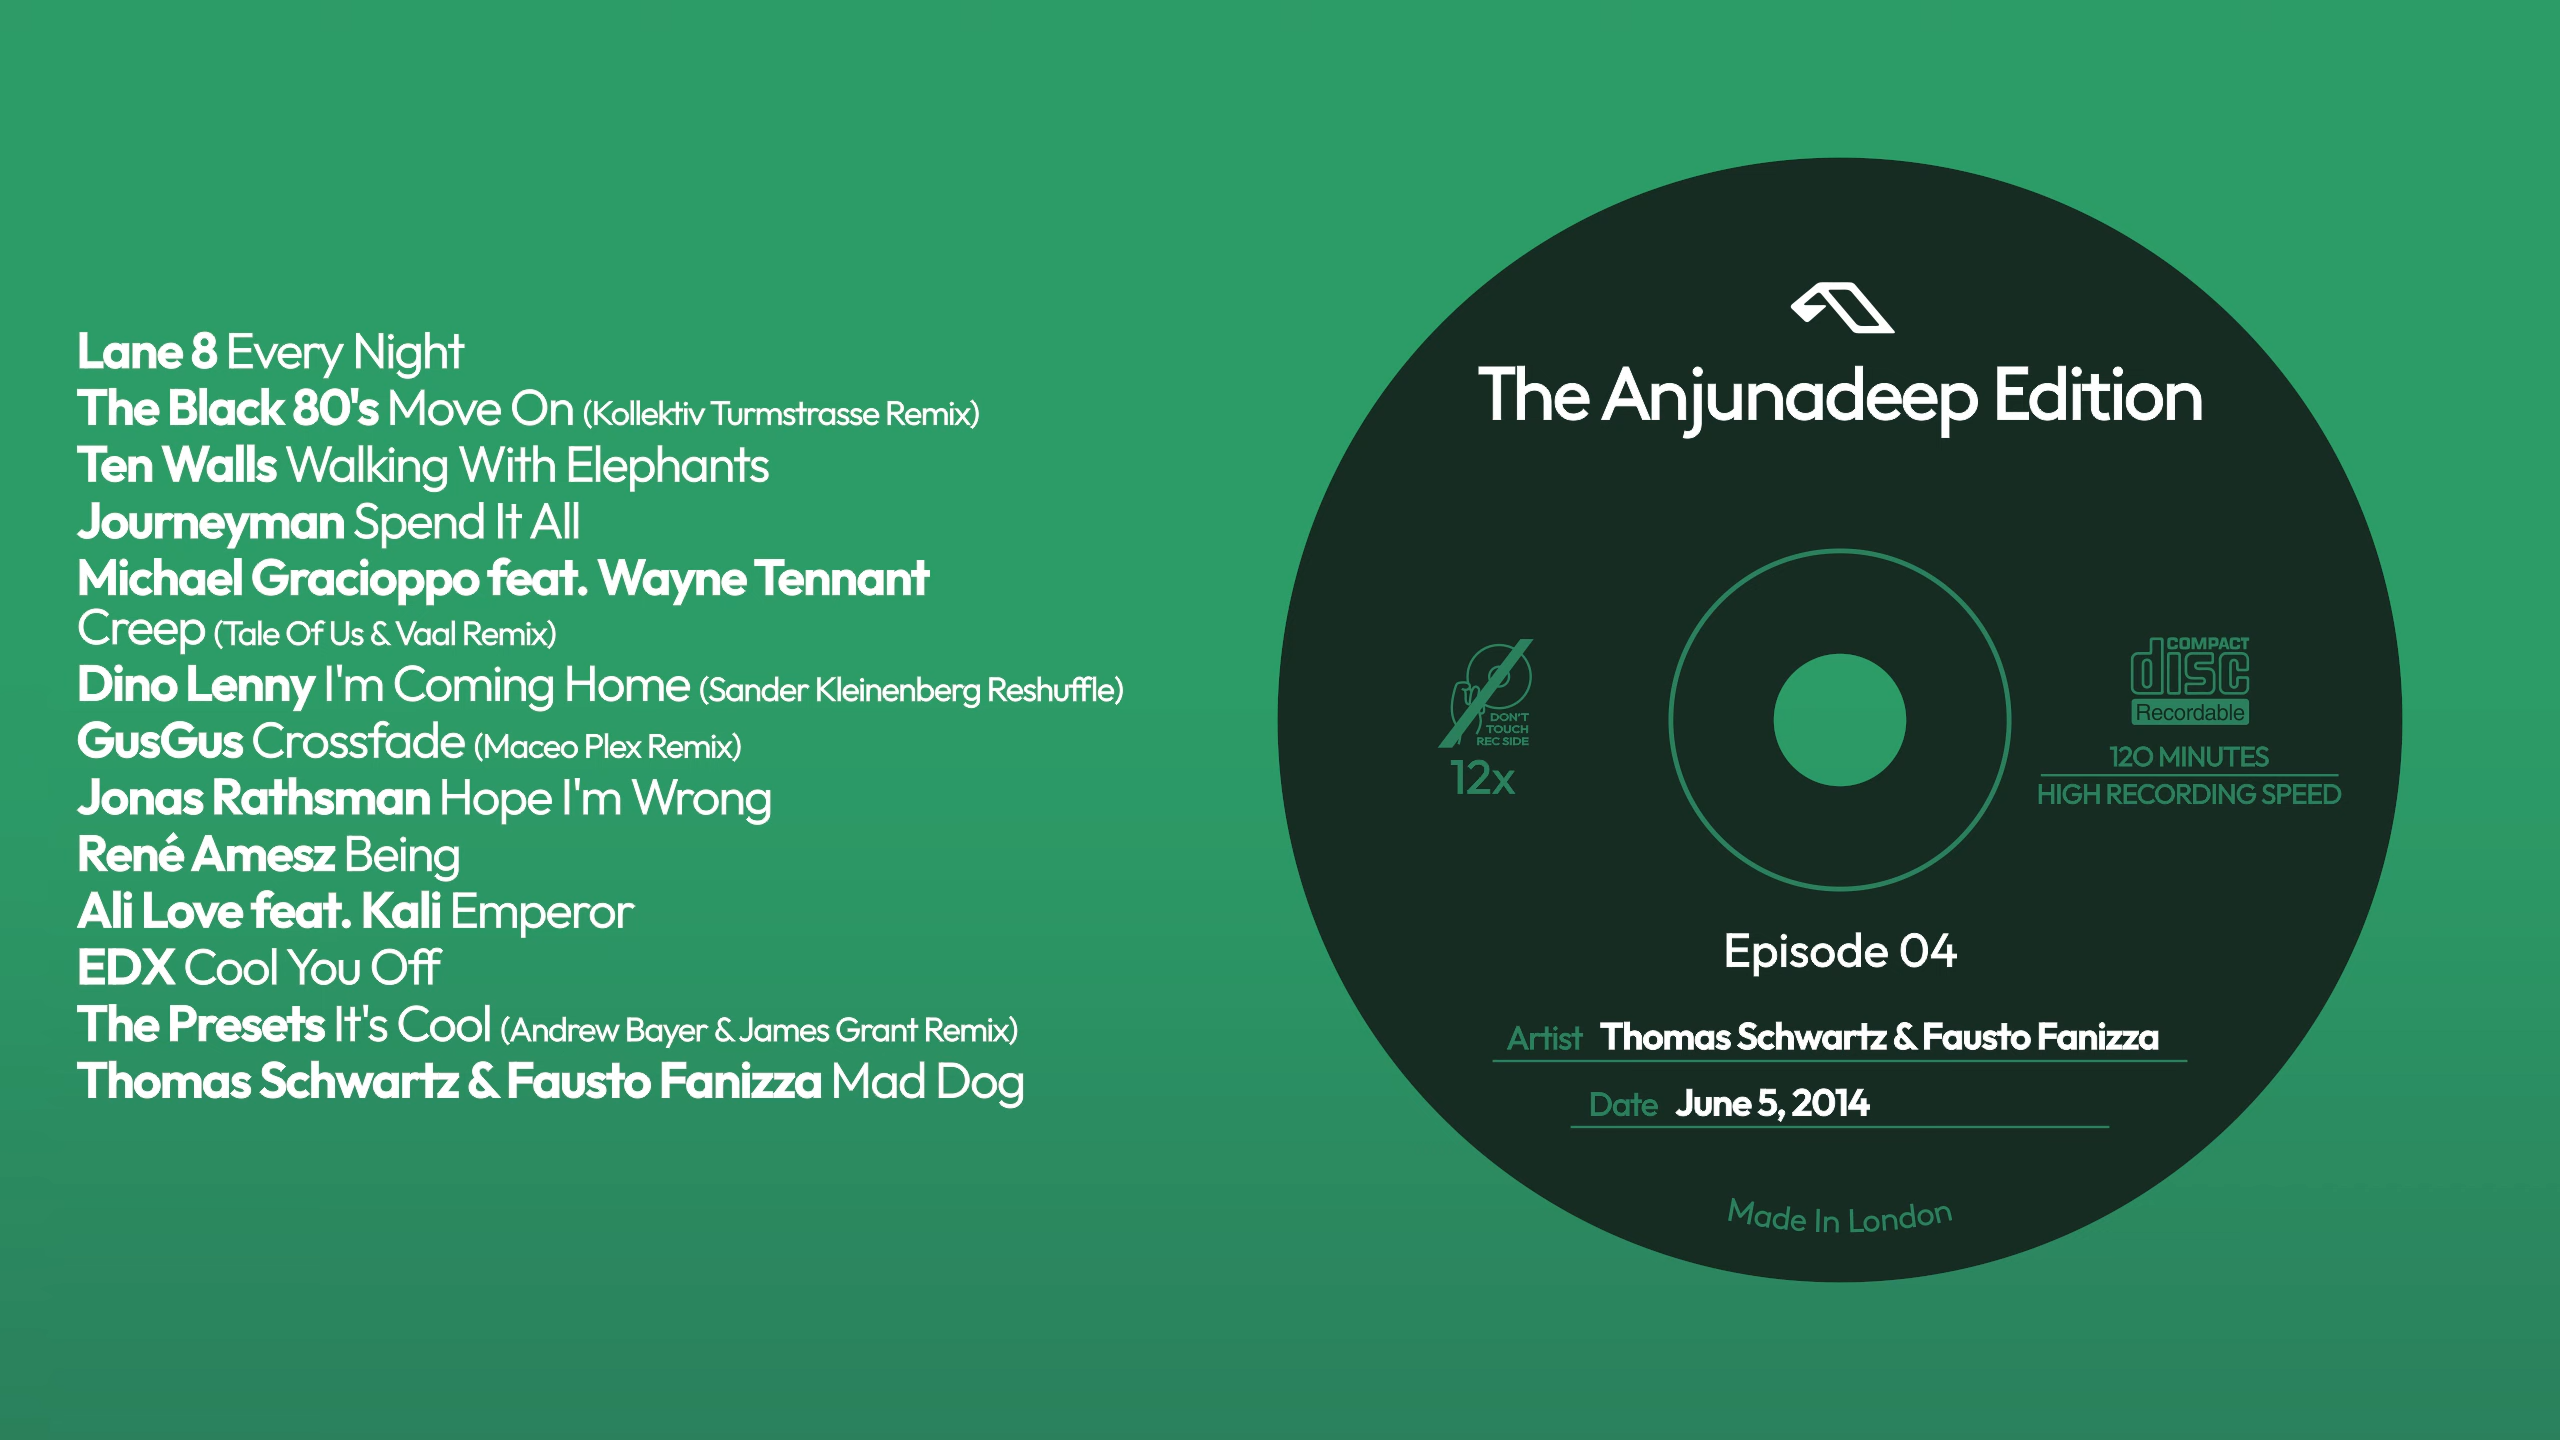 Lane 8 Every Night
The Black 80's Move On (Kollektiv Turmstrasse Remix)
Ten Walls Walking With Elephants
Journeyman Spend It All
Michael Gracioppo feat. Wayne Tennant
Creep (Tale Of Us & Vaal Remix)
Dino Lenny I'm Coming Home (Sander Kleinenberg Reshuffle)
GusGus Crossfade (Maceo Plex Remix)
Jonas Rathsman Hope I'm Wrong
René Amesz Being
Ali Love feat. Kali Emperor
EDX Cool You Off
The Presets It's Cool (Andrew Bayer & James Grant Remix)
Thomas Schwartz & Fausto Fanizza Mad Dog
The Anjunadeep Edition
DON'T
TOUCH
REC SIDE
12x
COMPACT
disc
Recordable
120 MINUTES
HIGH RECORDING SPEED
Episode 04
Artist Thomas Schwartz & Fausto Fanizza
Date June 5, 2014
Made In London